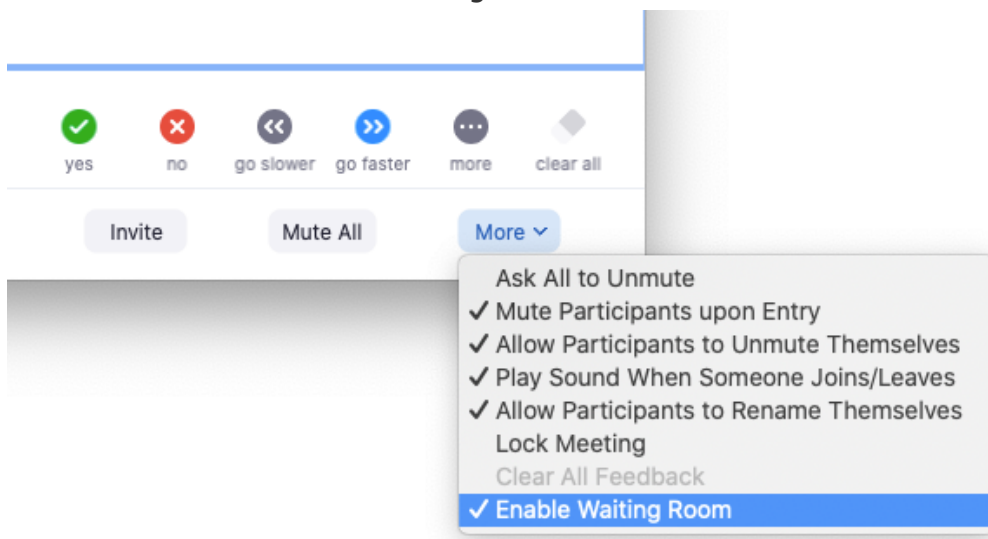 yes no go slower go faster more clear all
Invite Mute All More
Ask All to Unmute
✓ Mute Participants upon Entry
✓ Allow Participants to Unmute Themselves
✓ Play Sound When Someone Joins/Leaves
✓ Allow Participants to Rename Themselves
Lock Meeting
Clear All Feedback
✓ Enable Waiting Room